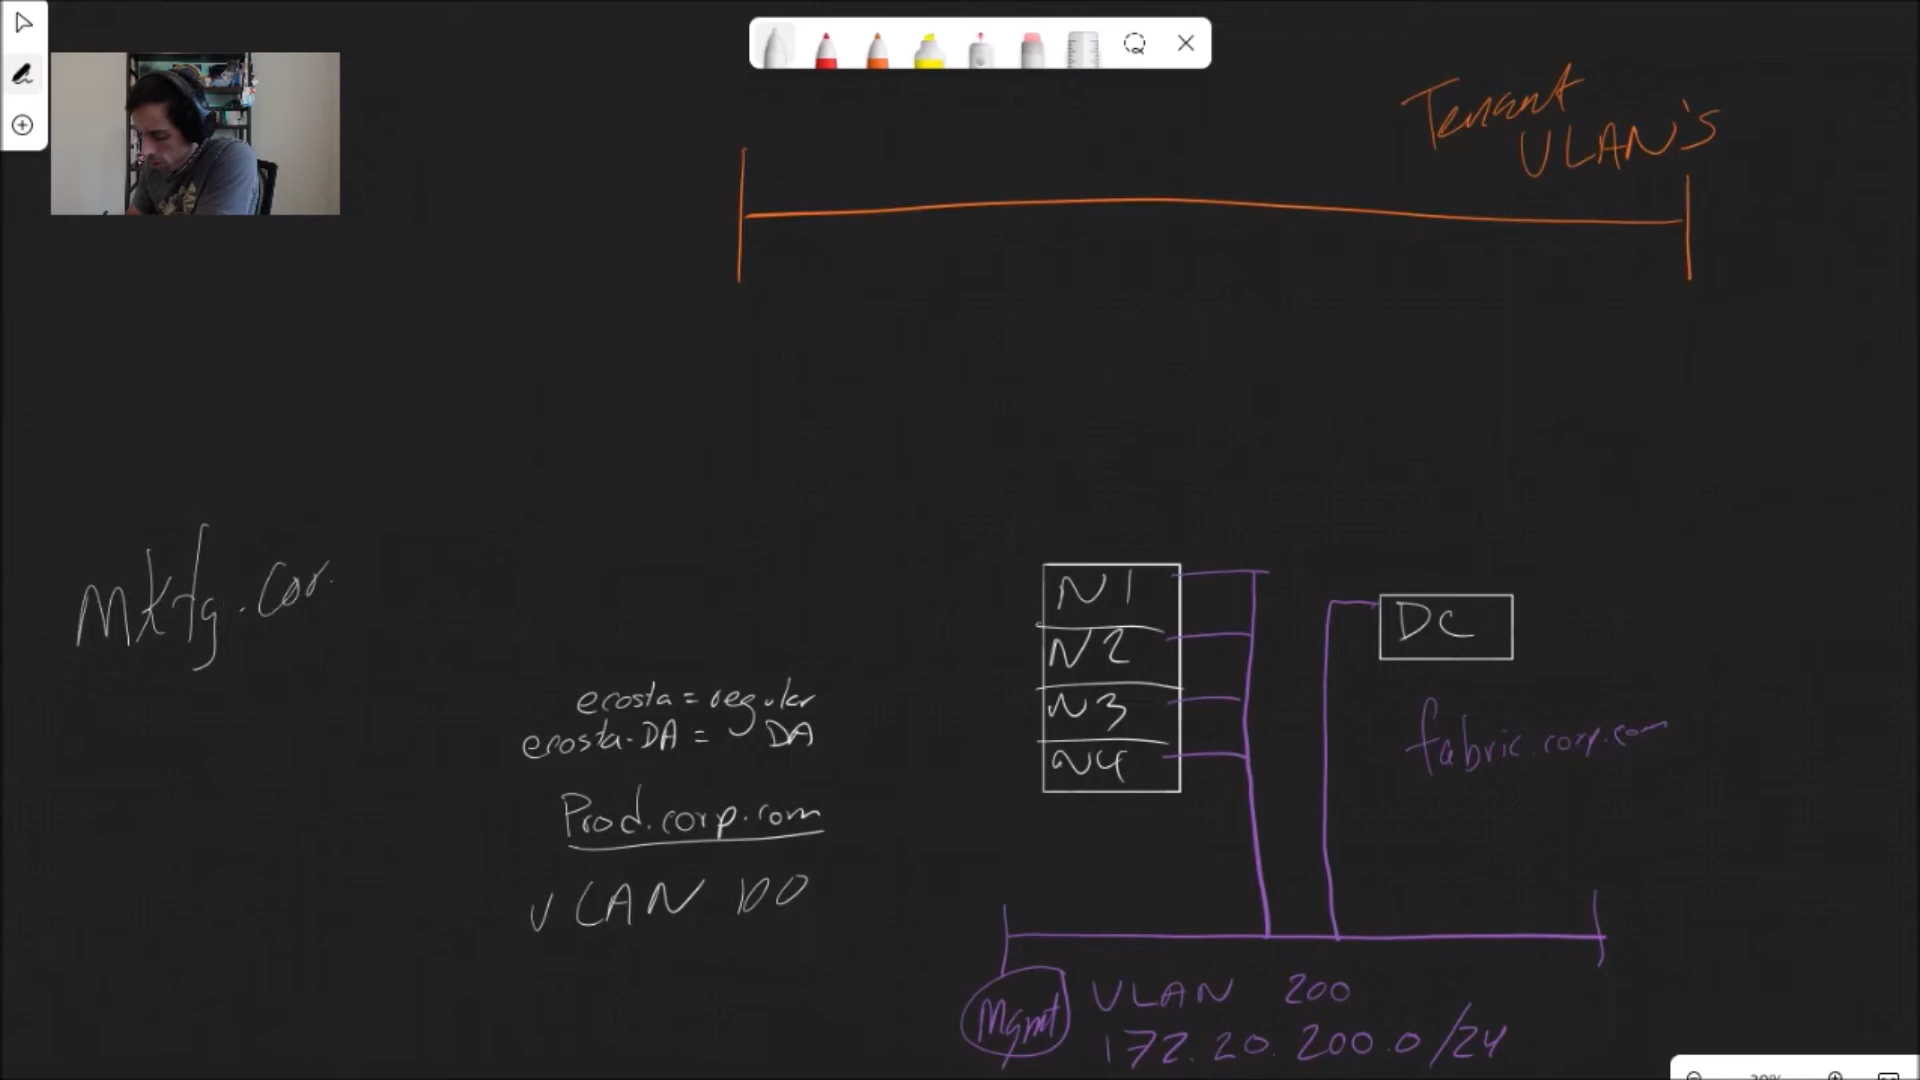 Tenant
VLAN's
Mktg.cor.
ecosta = regular
ecosta-DA = DA
Prod.corp.com
VLAN 100
N1
N2
N3
N4
DC
fabric.corp.com
Mgmt
VLAN 200
172.20.200.0/24